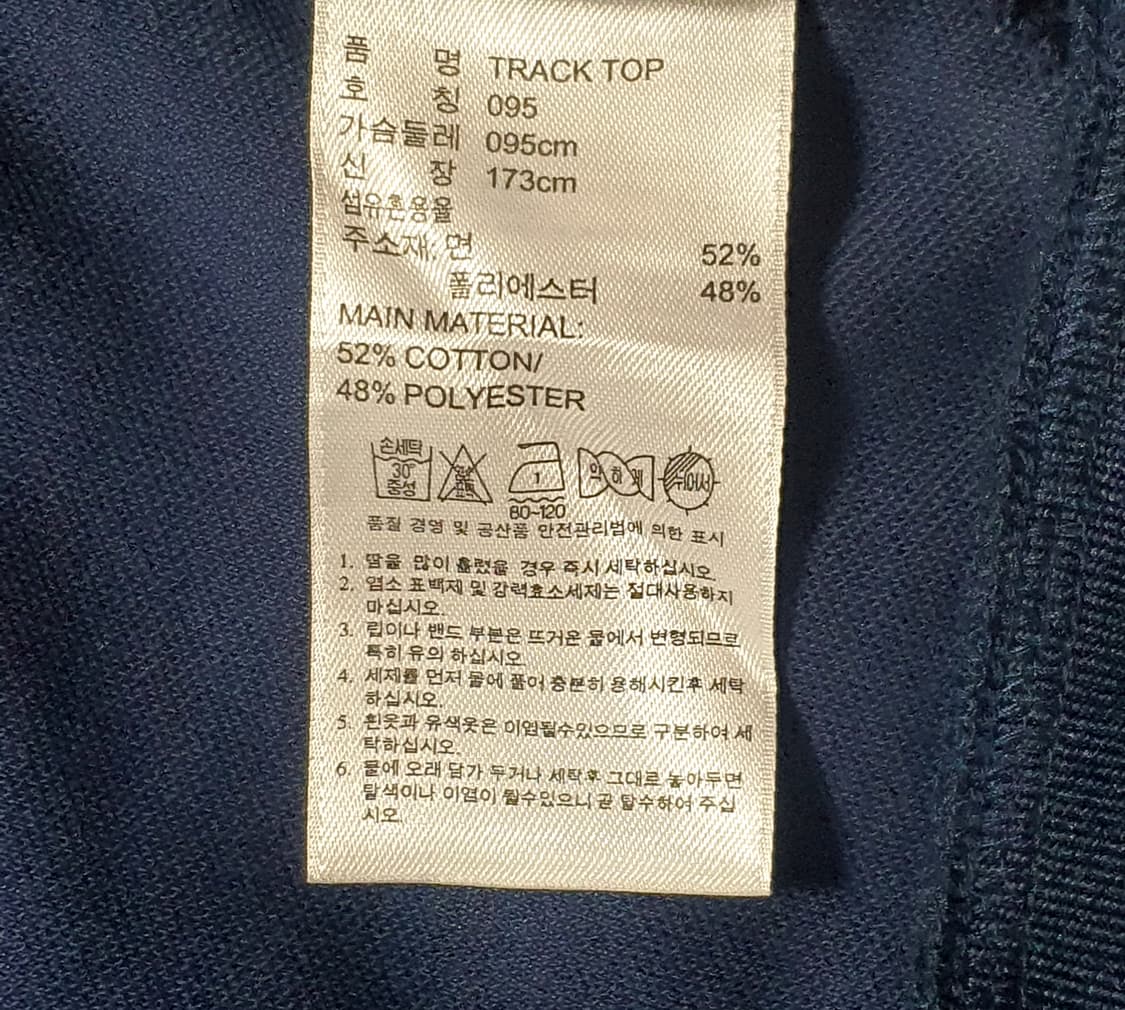 품 명 TRACK TOP
호 칭 095
가슴둘레 095cm
신 장 173cm
섬유혼용율
주소재: 면 52%
폴리에스터 48%
MAIN MATERIAL:
52% COTTON/
48% POLYESTER
손세탁 30° 중성 염소 표백 1 80~120 약하게 뉘어서
품질 경영 및 공산품 안전관리법에 의한 표시
1. 땀을 많이 흘렸을 경우 즉시 세탁하십시오.
2. 염소 표백제 및 강력효소세제는 절대사용하지
마십시오.
3. 립이나 밴드 부분은 뜨거운 물에서 변형되므로
특히 유의 하십시오.
4. 세제를 먼저 물에 풀어 충분히 용해시킨후 세탁
하십시오.
5. 흰옷과 유색옷은 이염될수있으므로 구분하여 세
탁하십시오.
6. 물에 오래 담가 두거나 세탁후 그대로 놓아두면
탈색이나 이염이 될수있으니 곧 탈수하여 주십
시오.